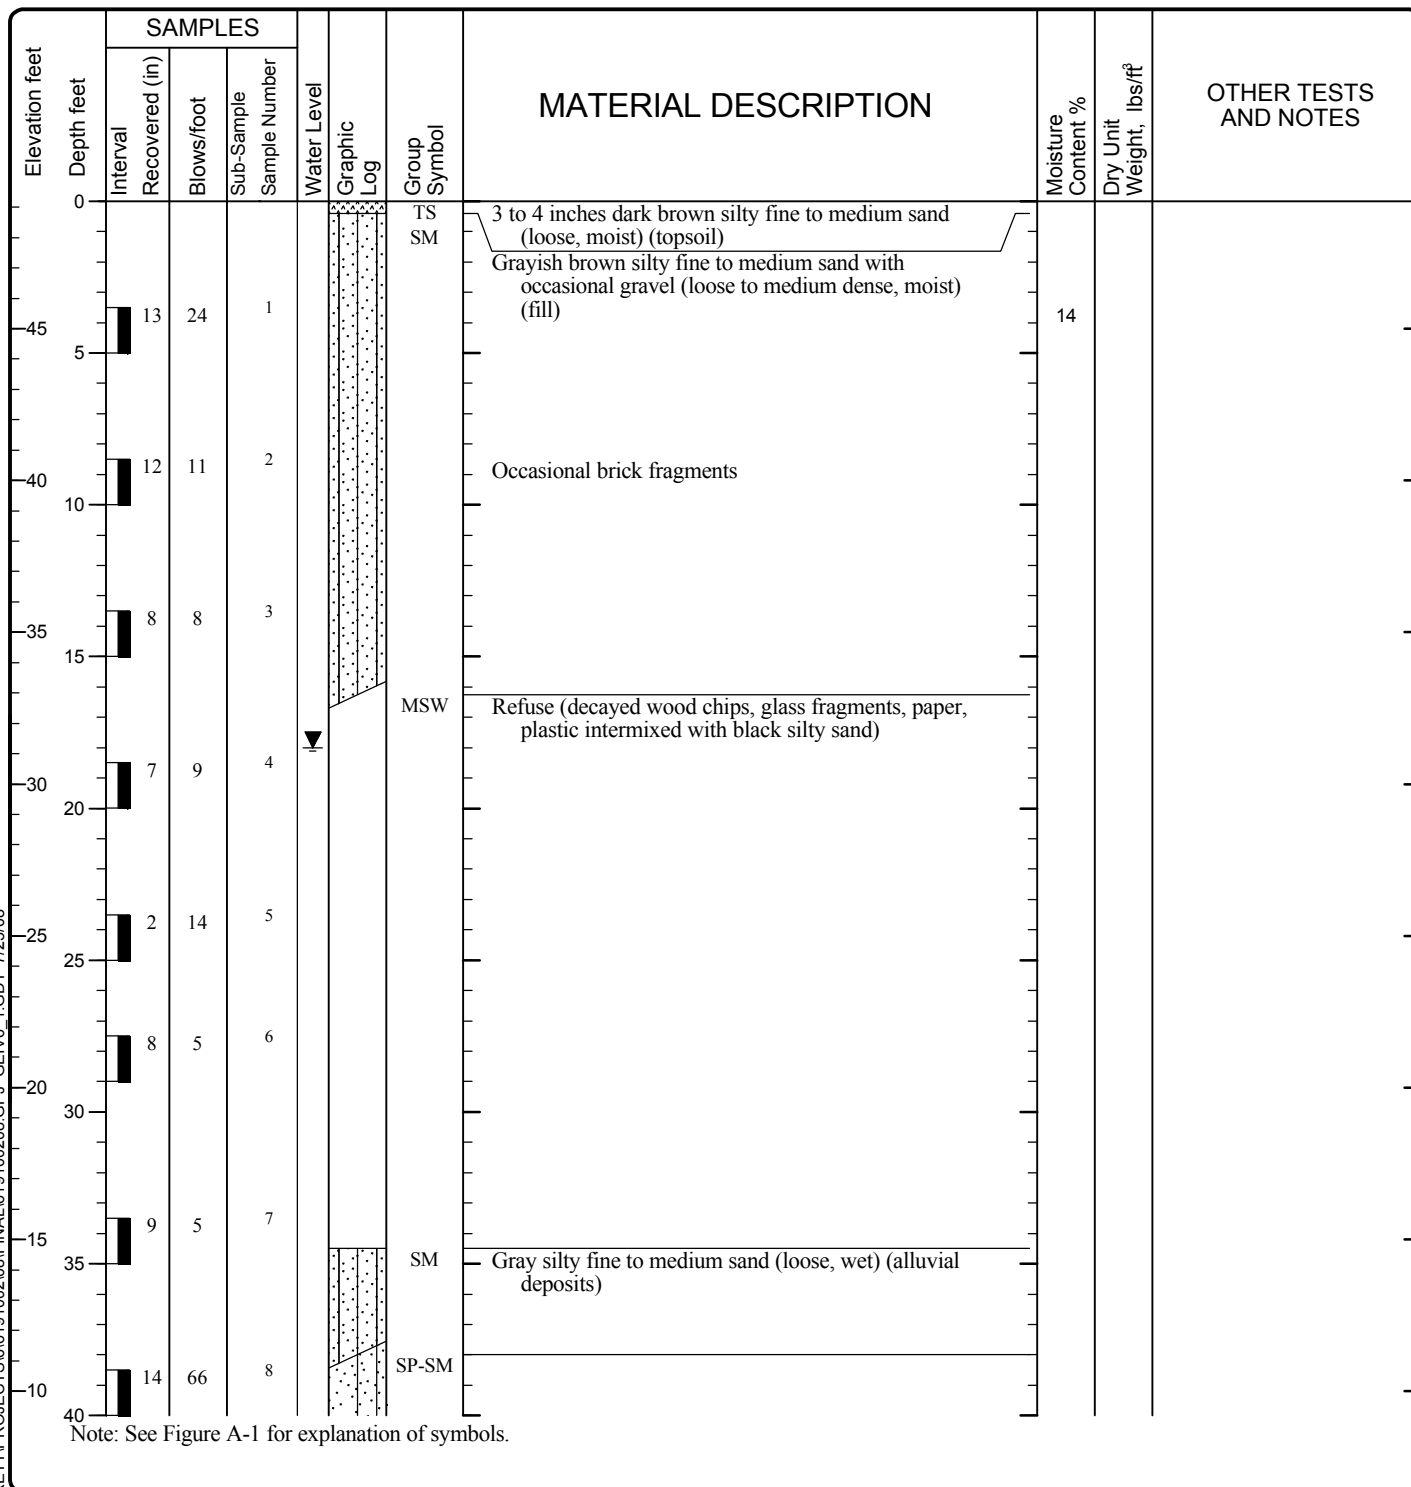 SAMPLES
Elevation feet
Depth feet
Interval
Recovered (in)
Blows/foot
Sub-Sample
Sample Number
Water Level
Graphic
Log
Group
Symbol
MATERIAL DESCRIPTION
Moisture
Content %
Dry Unit
Weight, lbs/ft³
OTHER TESTS
AND NOTES
0
TS
3 to 4 inches dark brown silty fine to medium sand
(loose, moist) (topsoil)
SM
Grayish brown silty fine to medium sand with
occasional gravel (loose to medium dense, moist)
(fill)
13 24 1
14
45
5
12 11 2
Occasional brick fragments
40
10
8 8 3
35
15
MSW
Refuse (decayed wood chips, glass fragments, paper,
plastic intermixed with black silty sand)
7 9 4
30
20
2 14 5
25
25
8 5 6
20
30
9 5 7
15
35
SM
Gray silty fine to medium sand (loose, wet) (alluvial
deposits)
SP-SM
14 66 8
10
40
Note: See Figure A-1 for explanation of symbols.